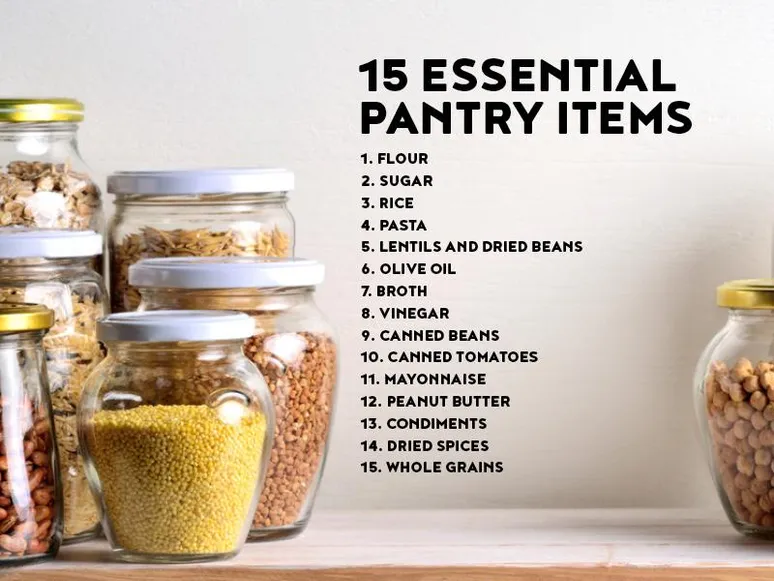 15 ESSENTIAL
PANTRY ITEMS
1. FLOUR
2. SUGAR
3. RICE
4. PASTA
5. LENTILS AND DRIED BEANS
6. OLIVE OIL
7. BROTH
8. VINEGAR
9. CANNED BEANS
10. CANNED TOMATOES
11. MAYONNAISE
12. PEANUT BUTTER
13. CONDIMENTS
14. DRIED SPICES
15. WHOLE GRAINS